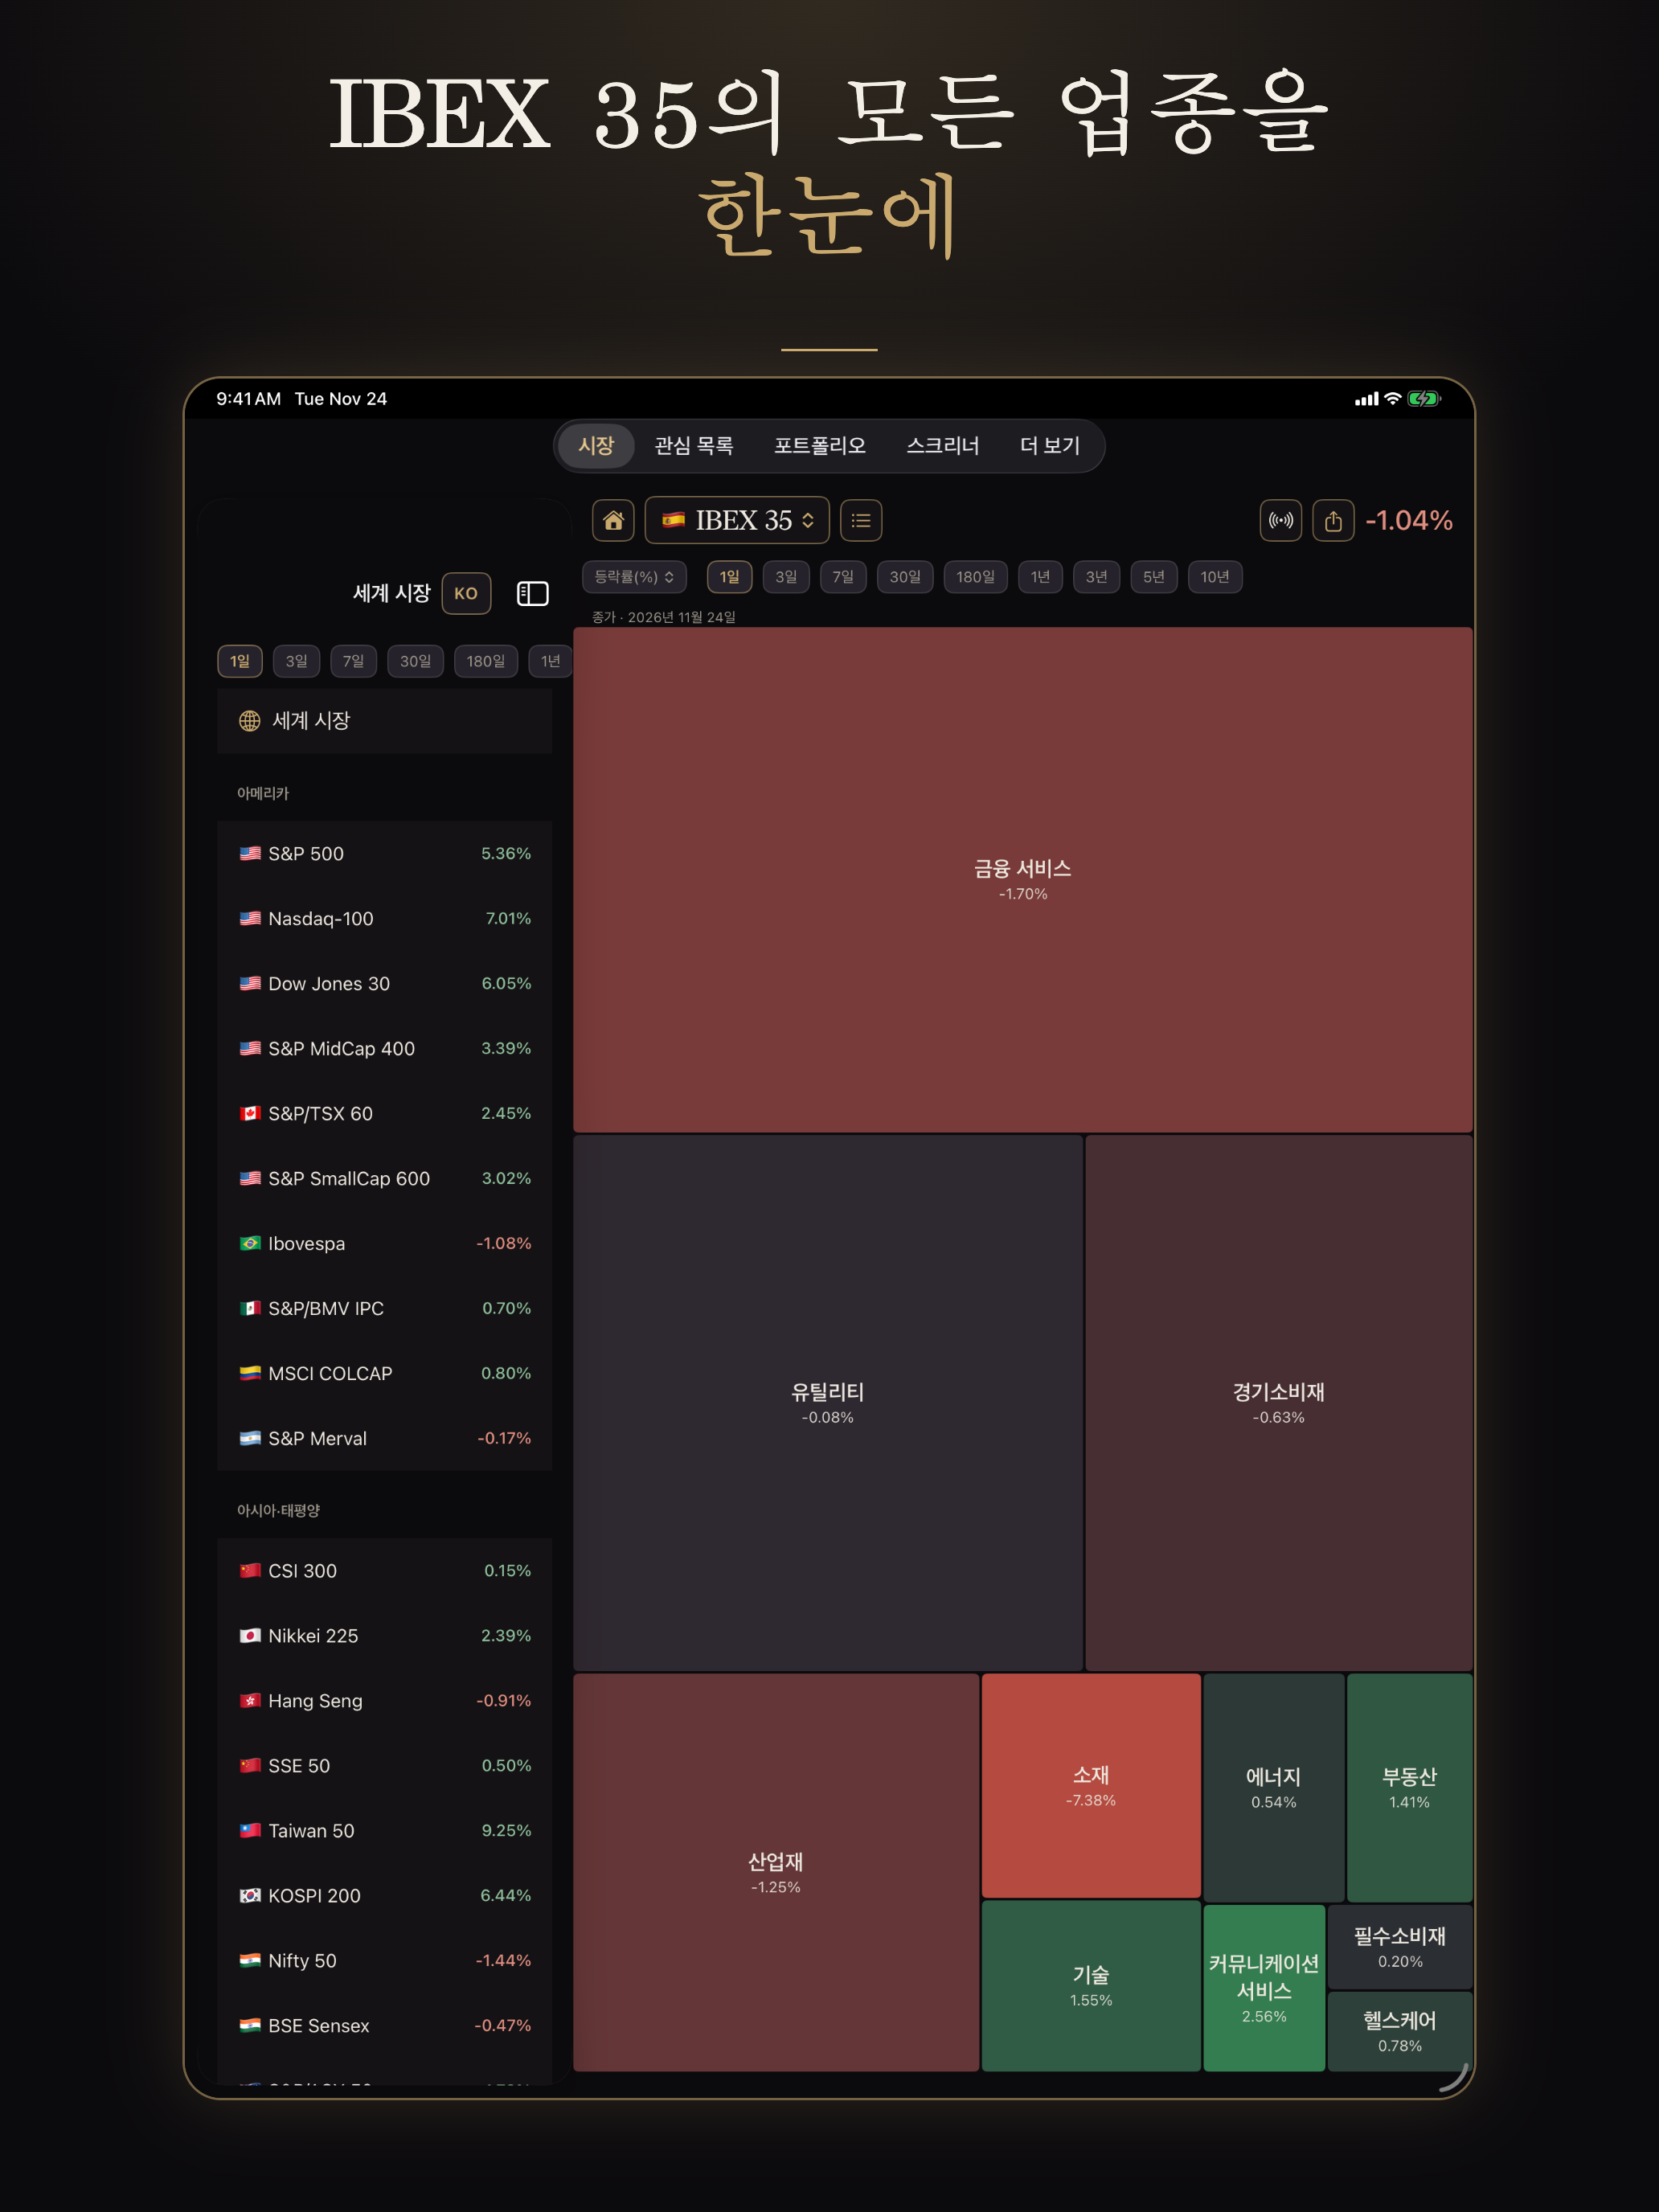 IBEX 35의 모든 업종을
한눈에
9:41 AM Tue Nov 24
시장 관심 목록 포트폴리오 스크리너 더 보기
IBEX 35
-1.04%
등락률(%) 1일 3일 7일 30일 180일 1년 3년 5년 10년
종가 · 2026년 11월 24일
세계 시장 KO
1일 3일 7일 30일 180일 1년
세계 시장
아메리카
S&P 500 5.36%
Nasdaq-100 7.01%
Dow Jones 30 6.05%
S&P MidCap 400 3.39%
S&P/TSX 60 2.45%
S&P SmallCap 600 3.02%
Ibovespa -1.08%
S&P/BMV IPC 0.70%
MSCI COLCAP 0.80%
S&P Merval -0.17%
아시아·태평양
CSI 300 0.15%
Nikkei 225 2.39%
Hang Seng -0.91%
SSE 50 0.50%
Taiwan 50 9.25%
KOSPI 200 6.44%
Nifty 50 -1.44%
BSE Sensex -0.47%
금융 서비스
-1.70%
유틸리티
-0.08%
경기소비재
-0.63%
산업재
-1.25%
소재
-7.38%
에너지
0.54%
부동산
1.41%
기술
1.55%
커뮤니케이션
서비스
2.56%
필수소비재
0.20%
헬스케어
0.78%